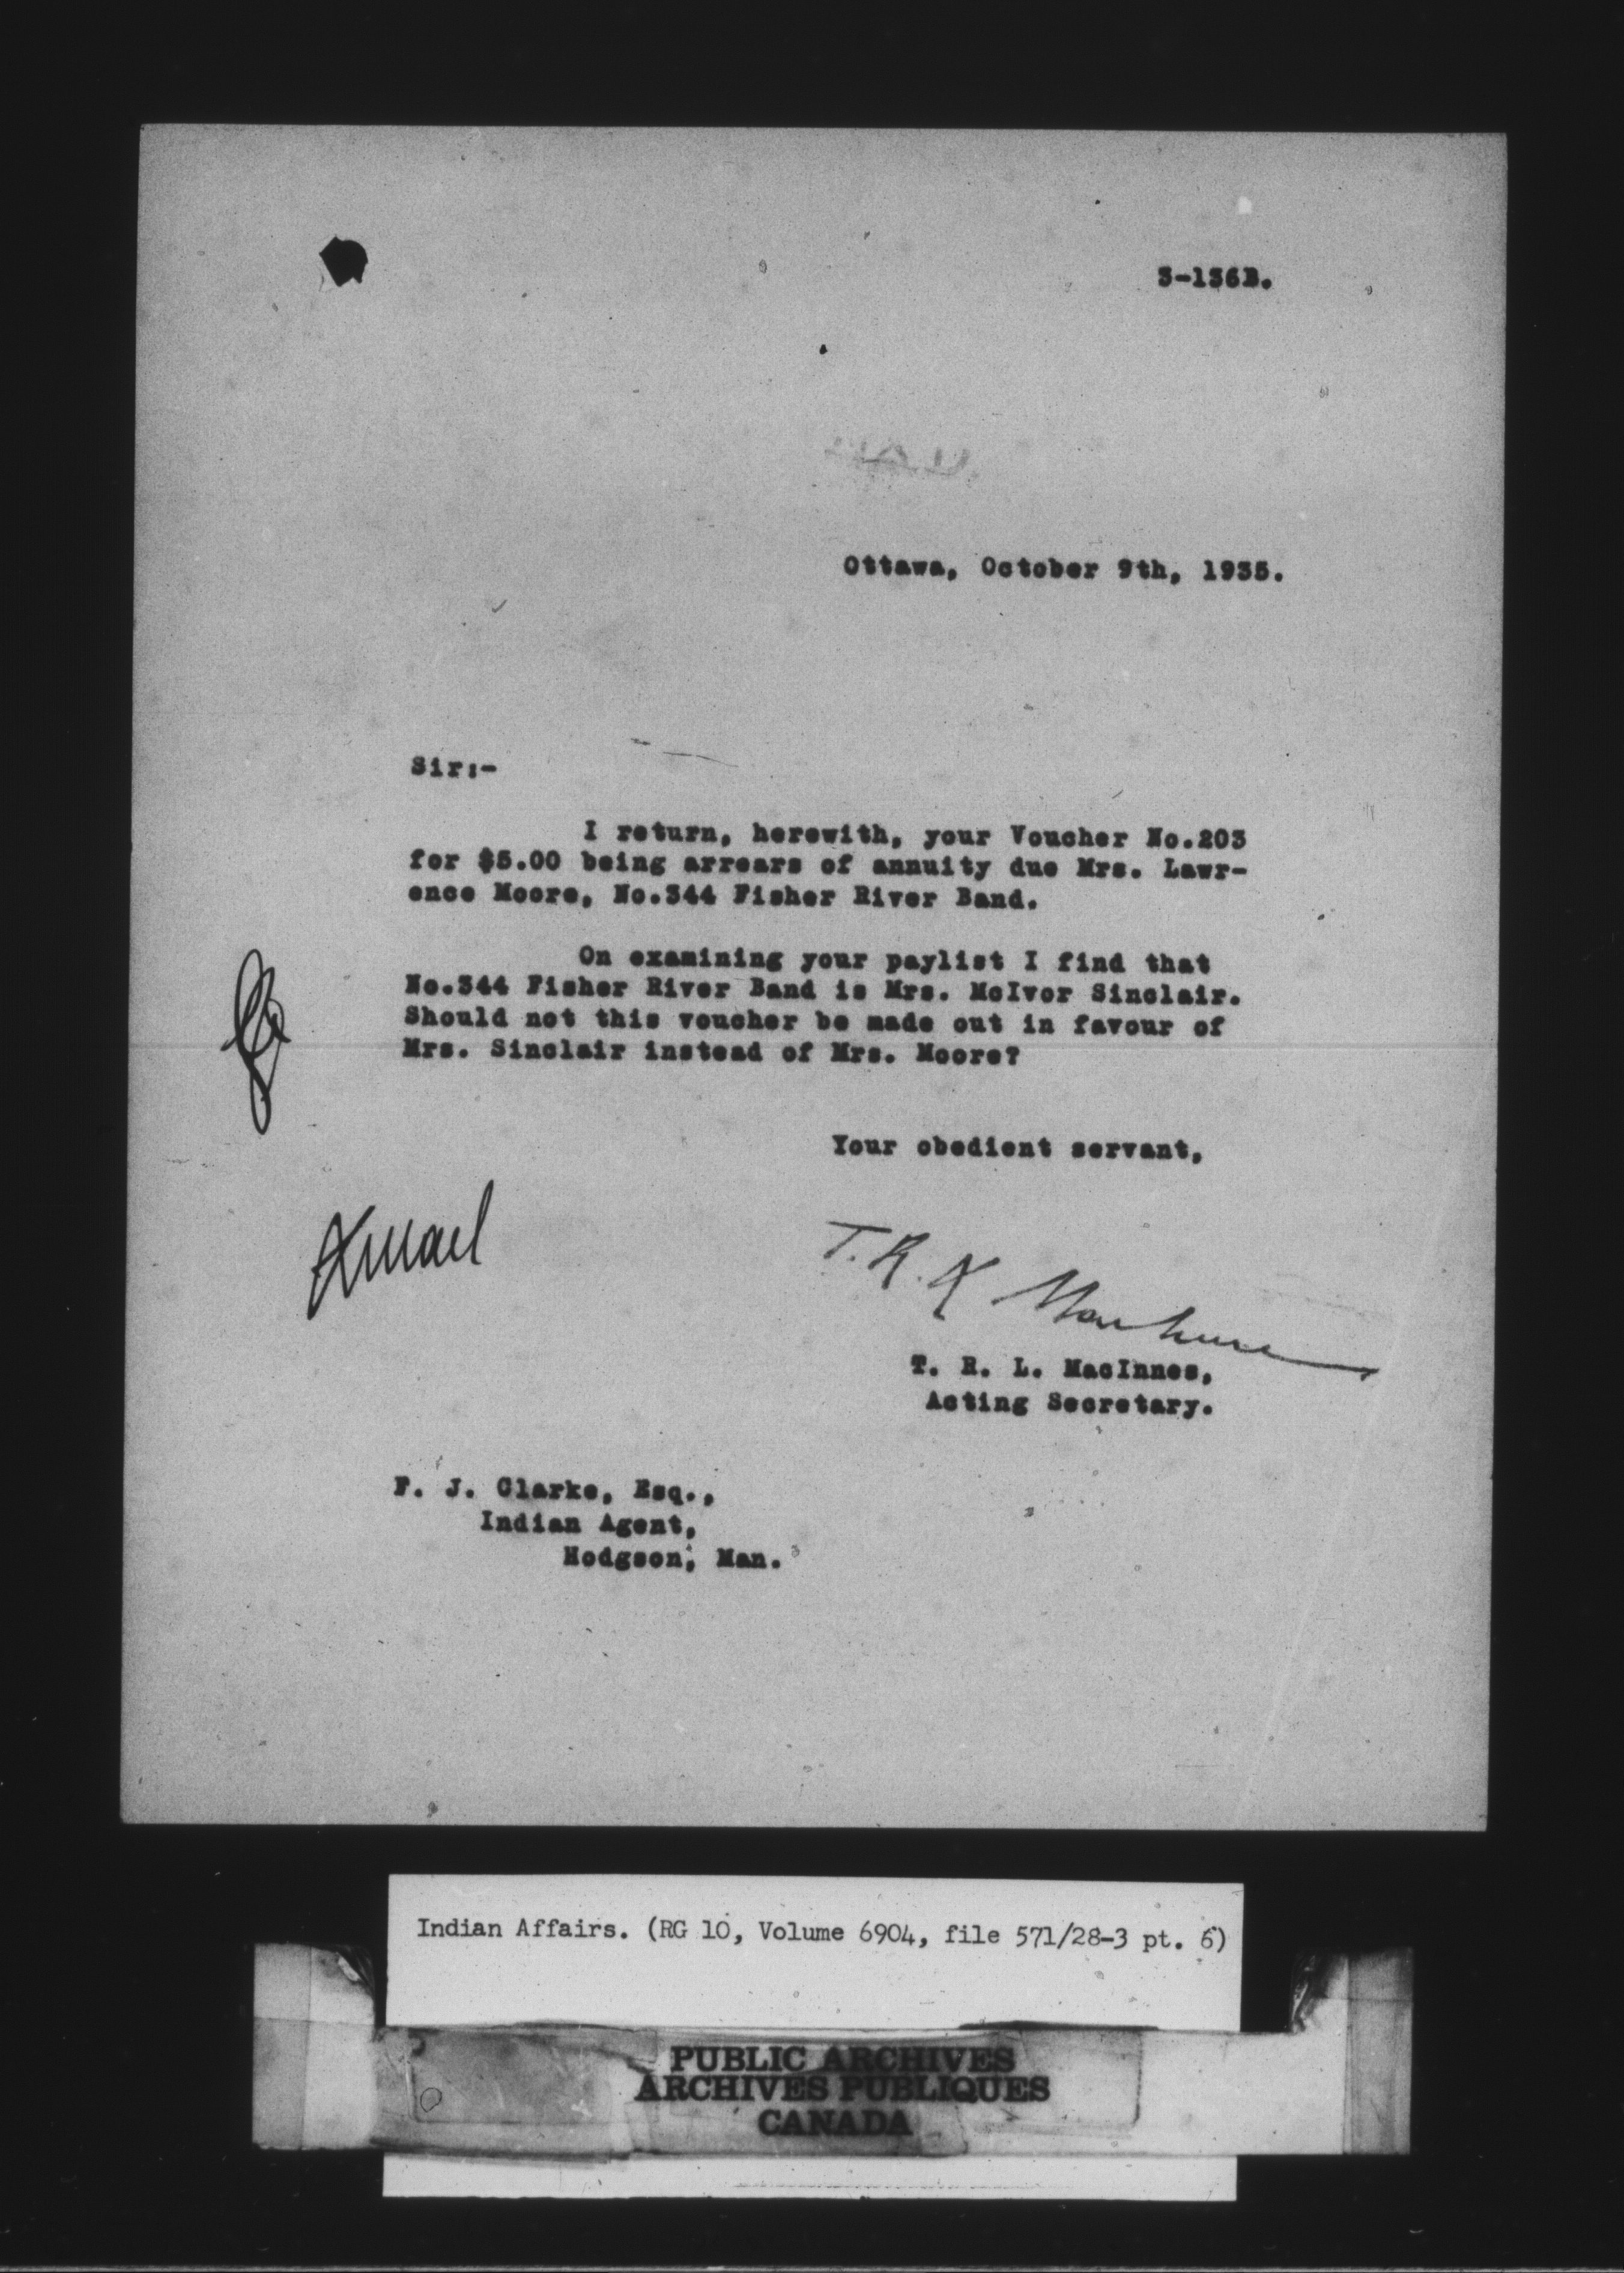 3-136B.
Ottawa, October 9th, 1935.
Sir:-
I return, herewith, your Voucher No.203
for $5.00 being arrears of annuity due Mrs. Lawr-
ence Moore, No.344 Fisher River Band.
On examining your paylist I find that
No.344 Fisher River Band is Mrs. McIvor Sinclair.
Should not this voucher be made out in favour of
Mrs. Sinclair instead of Mrs. Moore?
Your obedient servant,
T. R. L. MacInnes
T. R. L. MacInnes,
Acting Secretary.
F. J. Clarke, Esq.,
Indian Agent,
Hodgson, Man.
Indian Affairs. (RG 10, Volume 6904, file 571/28-3 pt. 6)
PUBLIC ARCHIVES
ARCHIVES PUBLIQUES
CANADA